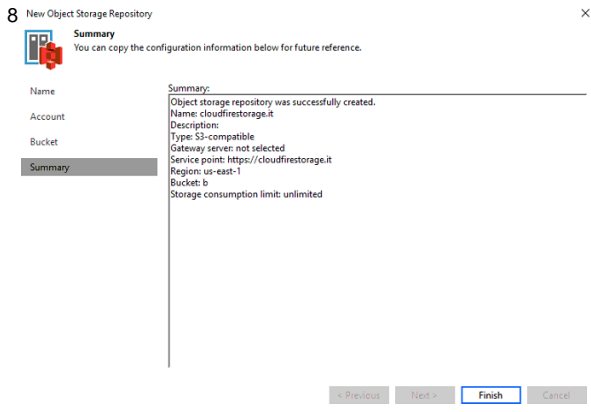 8 New Object Storage Repository
Summary
You can copy the configuration information below for future reference.
Name
Account
Bucket
Summary
Summary:
Object storage repository was successfully created.
Name: cloudfirestorage.it
Description:
Type: S3-compatible
Gateway server: not selected
Service point: https://cloudfirestorage.it
Region: us-east-1
Bucket: b
Storage consumption limit: unlimited
< Previous
Next >
Finish
Cancel